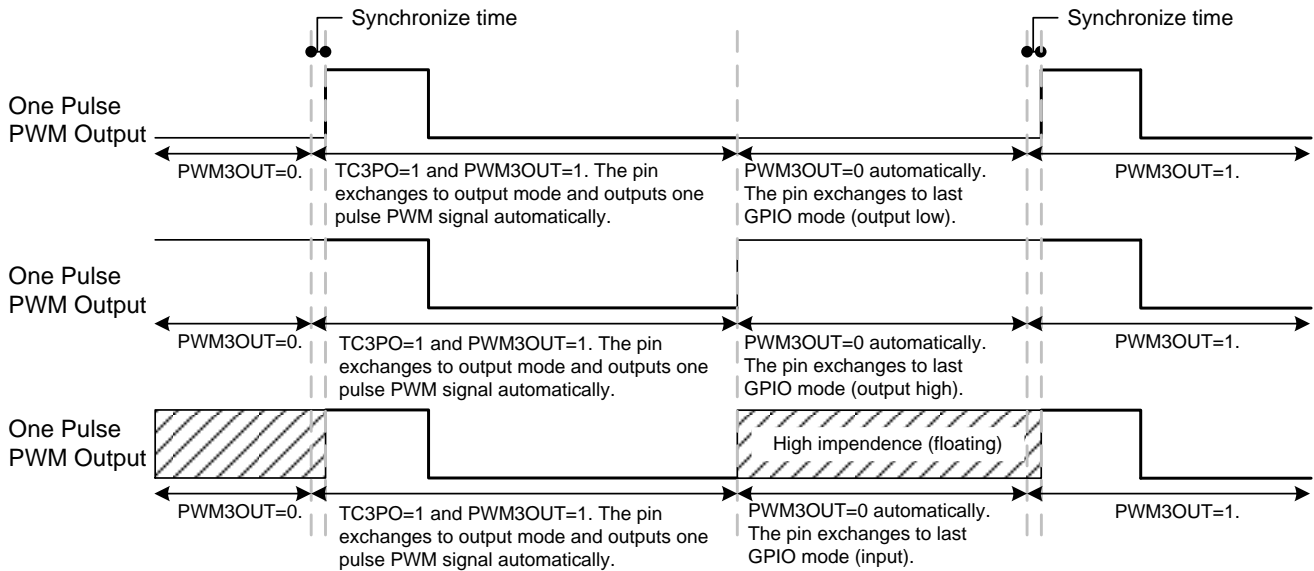 Synchronize time
Synchronize time
One Pulse
PWM Output
PWM3OUT=0.
TC3PO=1 and PWM3OUT=1. The pin
exchanges to output mode and outputs one
pulse PWM signal automatically.
PWM3OUT=0 automatically.
The pin exchanges to last
GPIO mode (output low).
PWM3OUT=1.
One Pulse
PWM Output
PWM3OUT=0.
TC3PO=1 and PWM3OUT=1. The pin
exchanges to output mode and outputs one
pulse PWM signal automatically.
PWM3OUT=0 automatically.
The pin exchanges to last
GPIO mode (output high).
PWM3OUT=1.
One Pulse
PWM Output
High impendence (floating)
PWM3OUT=0.
TC3PO=1 and PWM3OUT=1. The pin
exchanges to output mode and outputs one
pulse PWM signal automatically.
PWM3OUT=0 automatically.
The pin exchanges to last
GPIO mode (input).
PWM3OUT=1.